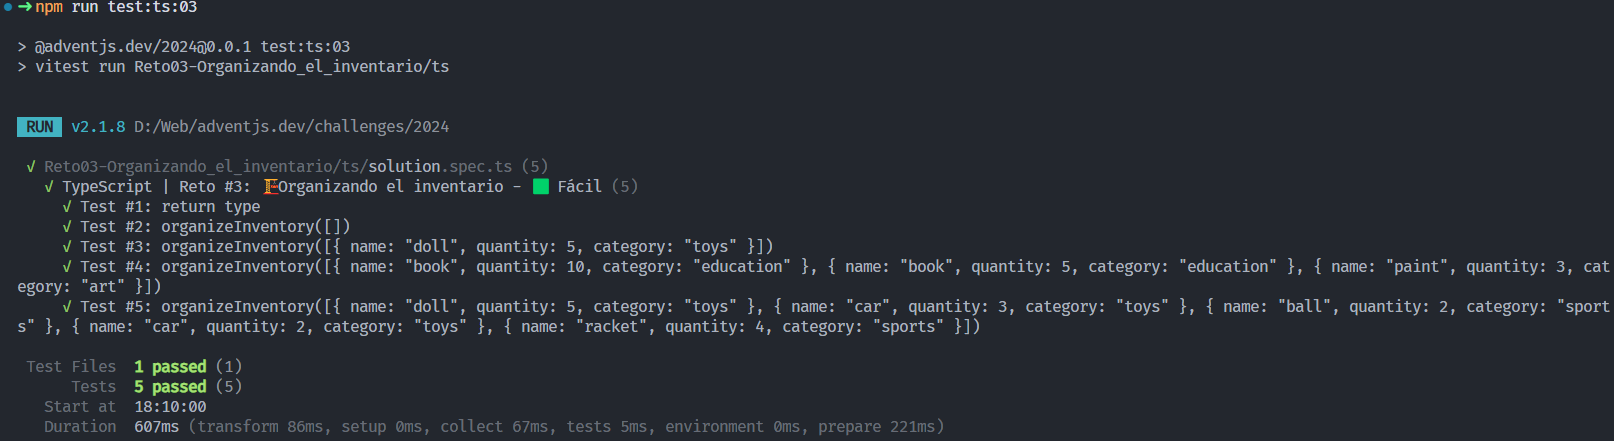 ➜npm run test:ts:03
> @adventjs.dev/2024@0.0.1 test:ts:03
> vitest run Reto03-Organizando_el_inventario/ts
RUN v2.1.8 D:/Web/adventjs.dev/challenges/2024
√ Reto03-Organizando_el_inventario/ts/solution.spec.ts (5)
√ TypeScript | Reto #3: 🏗️Organizando el inventario - 🟩 Fácil (5)
√ Test #1: return type
√ Test #2: organizeInventory([])
√ Test #3: organizeInventory([{ name: "doll", quantity: 5, category: "toys" }])
√ Test #4: organizeInventory([{ name: "book", quantity: 10, category: "education" }, { name: "book", quantity: 5, category: "education" }, { name: "paint", quantity: 3, cat
egory: "art" }])
√ Test #5: organizeInventory([{ name: "doll", quantity: 5, category: "toys" }, { name: "car", quantity: 3, category: "toys" }, { name: "ball", quantity: 2, category: "sport
s" }, { name: "car", quantity: 2, category: "toys" }, { name: "racket", quantity: 4, category: "sports" }])
Test Files 1 passed (1)
Tests 5 passed (5)
Start at 18:10:00
Duration 607ms (transform 86ms, setup 0ms, collect 67ms, tests 5ms, environment 0ms, prepare 221ms)